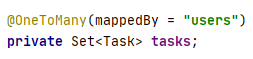 @OneToMany(mappedBy = "users")
private Set<Task> tasks;